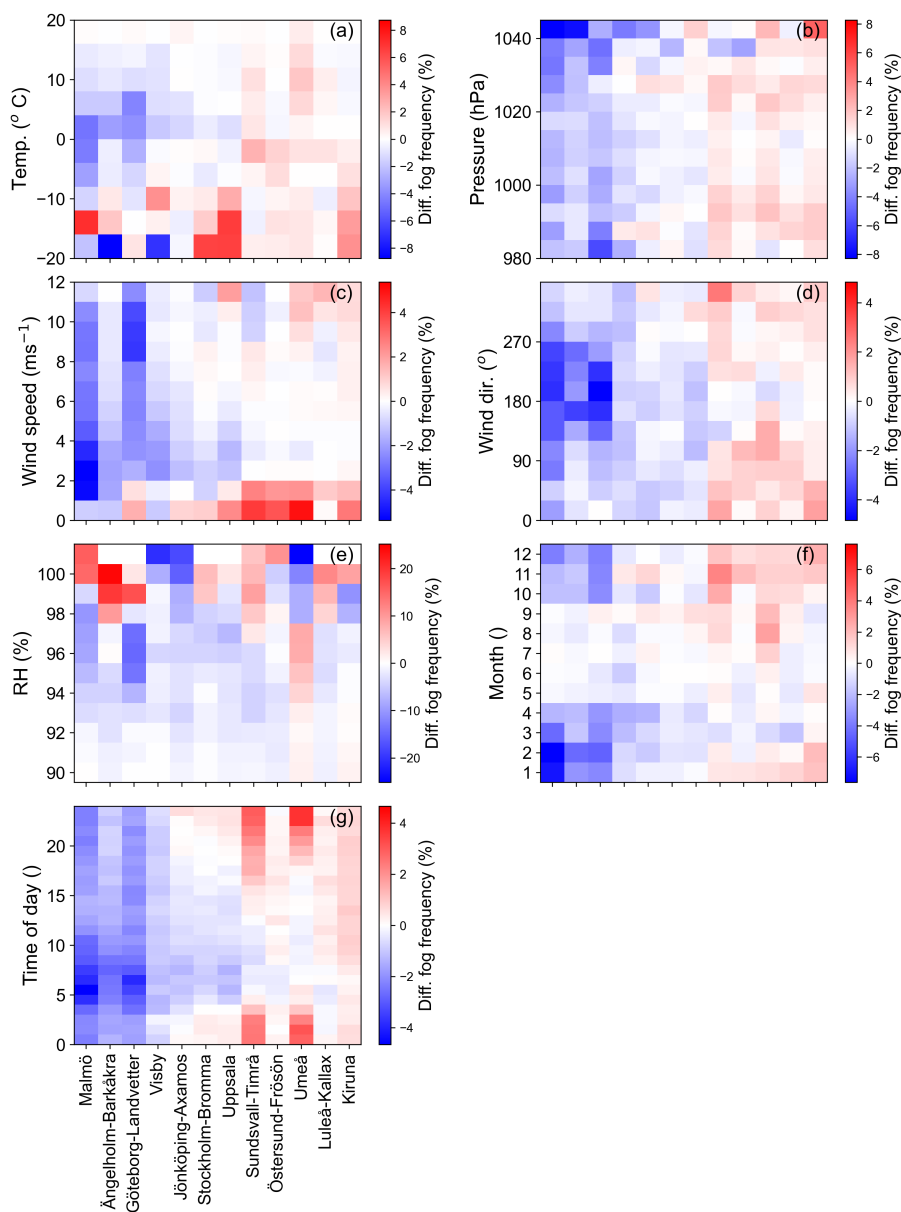 (a)
Temp. (° C)
20
10
0
−10
−20
Diff. fog frequency (%)
8
6
4
2
0
−2
−4
−6
−8
(b)
Pressure (hPa)
1040
1020
1000
980
Diff. fog frequency (%)
8
6
4
2
0
−2
−4
−6
−8
(c)
Wind speed (ms⁻¹)
12
10
8
6
4
2
0
Diff. fog frequency (%)
4
2
0
−2
−4
(d)
Wind dir. (°)
270
180
90
0
Diff. fog frequency (%)
4
2
0
−2
−4
(e)
RH (%)
100
98
96
94
92
90
Diff. fog frequency (%)
20
10
0
−10
−20
(f)
Month ()
12
11
10
9
8
7
6
5
4
3
2
1
Diff. fog frequency (%)
6
4
2
0
−2
−4
−6
(g)
Time of day ()
20
15
10
5
0
Diff. fog frequency (%)
4
2
0
−2
−4
Malmö
Ängelholm-Barkåkra
Göteborg-Landvetter
Visby
Jönköping-Axamos
Stockholm-Bromma
Uppsala
Sundsvall-Timrå
Östersund-Frösön
Umeå
Luleå-Kallax
Kiruna